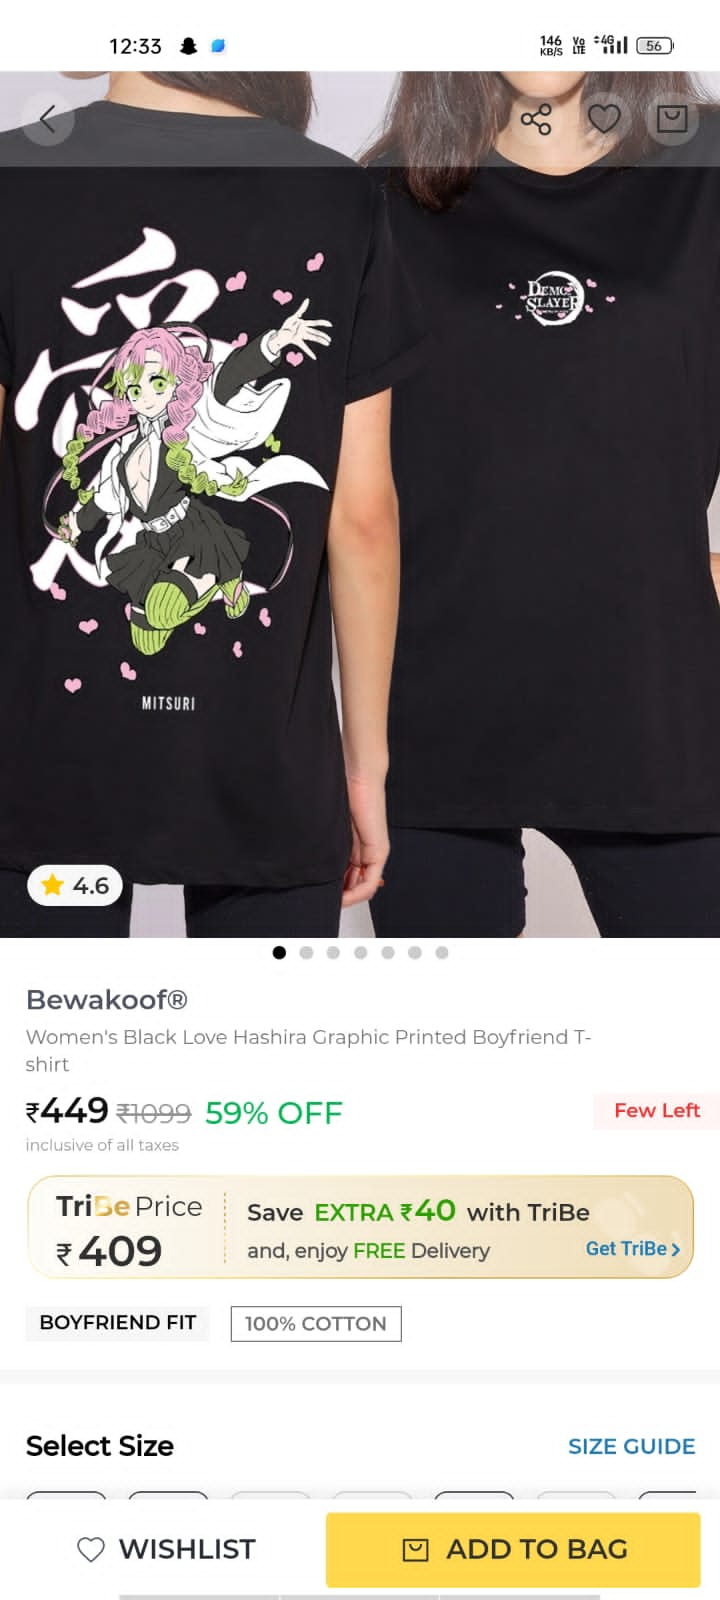 12:33
146 KB/S
Vo LTE
4G
56
愛
DEMON
SLAYER
MITSURI
4.6
Bewakoof®
Women's Black Love Hashira Graphic Printed Boyfriend T-
shirt
₹449 ₹1099 59% OFF
Few Left
inclusive of all taxes
TriBe Price
₹409
Save EXTRA ₹40 with TriBe
and, enjoy FREE Delivery
Get TriBe >
BOYFRIEND FIT
100% COTTON
Select Size
SIZE GUIDE
WISHLIST
ADD TO BAG